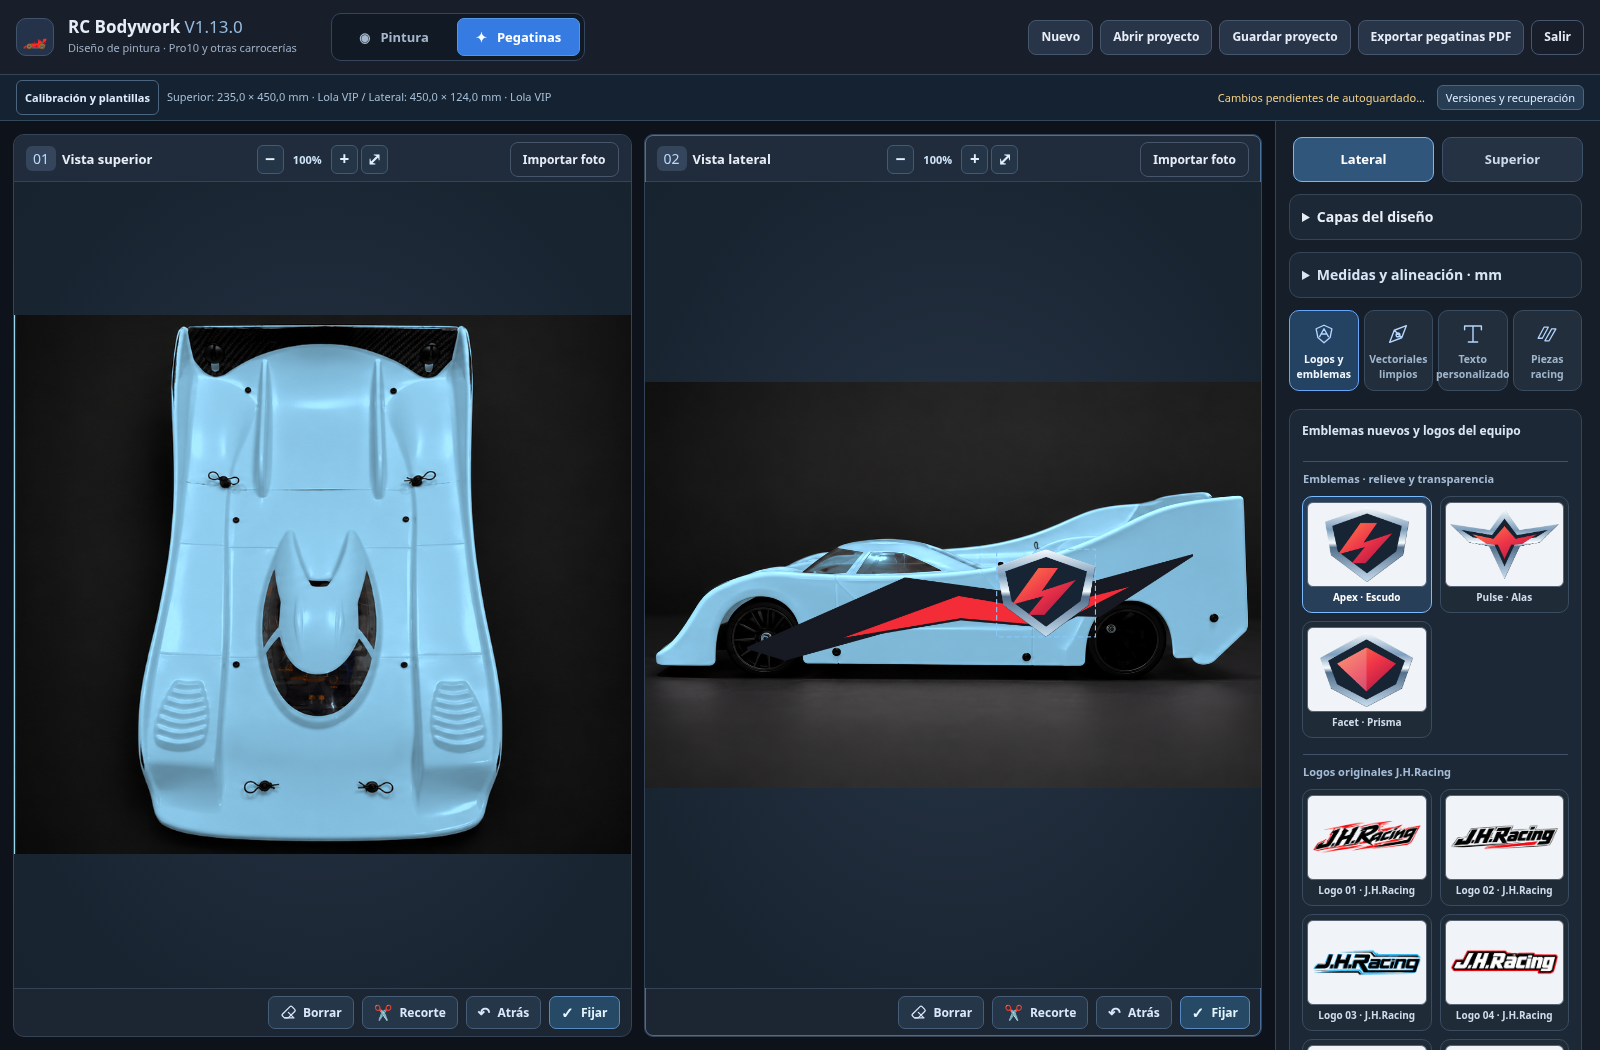 RC Bodywork V1.13.0
Diseño de pintura · Pro10 y otras carrocerías
Pintura
Pegatinas
Nuevo
Abrir proyecto
Guardar proyecto
Exportar pegatinas PDF
Salir
Calibración y plantillas
Superior: 235,0 × 450,0 mm · Lola VIP / Lateral: 450,0 × 124,0 mm · Lola VIP
Cambios pendientes de autoguardado...
Versiones y recuperación
01 Vista superior
− 100% +
Importar foto
02 Vista lateral
− 100% +
Importar foto
Lateral
Superior
Capas del diseño
Medidas y alineación · mm
Logos y
emblemas
Vectoriales
limpios
Texto
personalizado
Piezas
racing
Emblemas nuevos y logos del equipo
Emblemas · relieve y transparencia
Apex · Escudo
Pulse · Alas
Facet · Prisma
Logos originales J.H.Racing
J.H.Racing
Logo 01 · J.H.Racing
J.H.Racing
Logo 02 · J.H.Racing
J.H.Racing
Logo 03 · J.H.Racing
J.H.Racing
Logo 04 · J.H.Racing
Borrar
Recorte
Atrás
Fijar
Borrar
Recorte
Atrás
Fijar